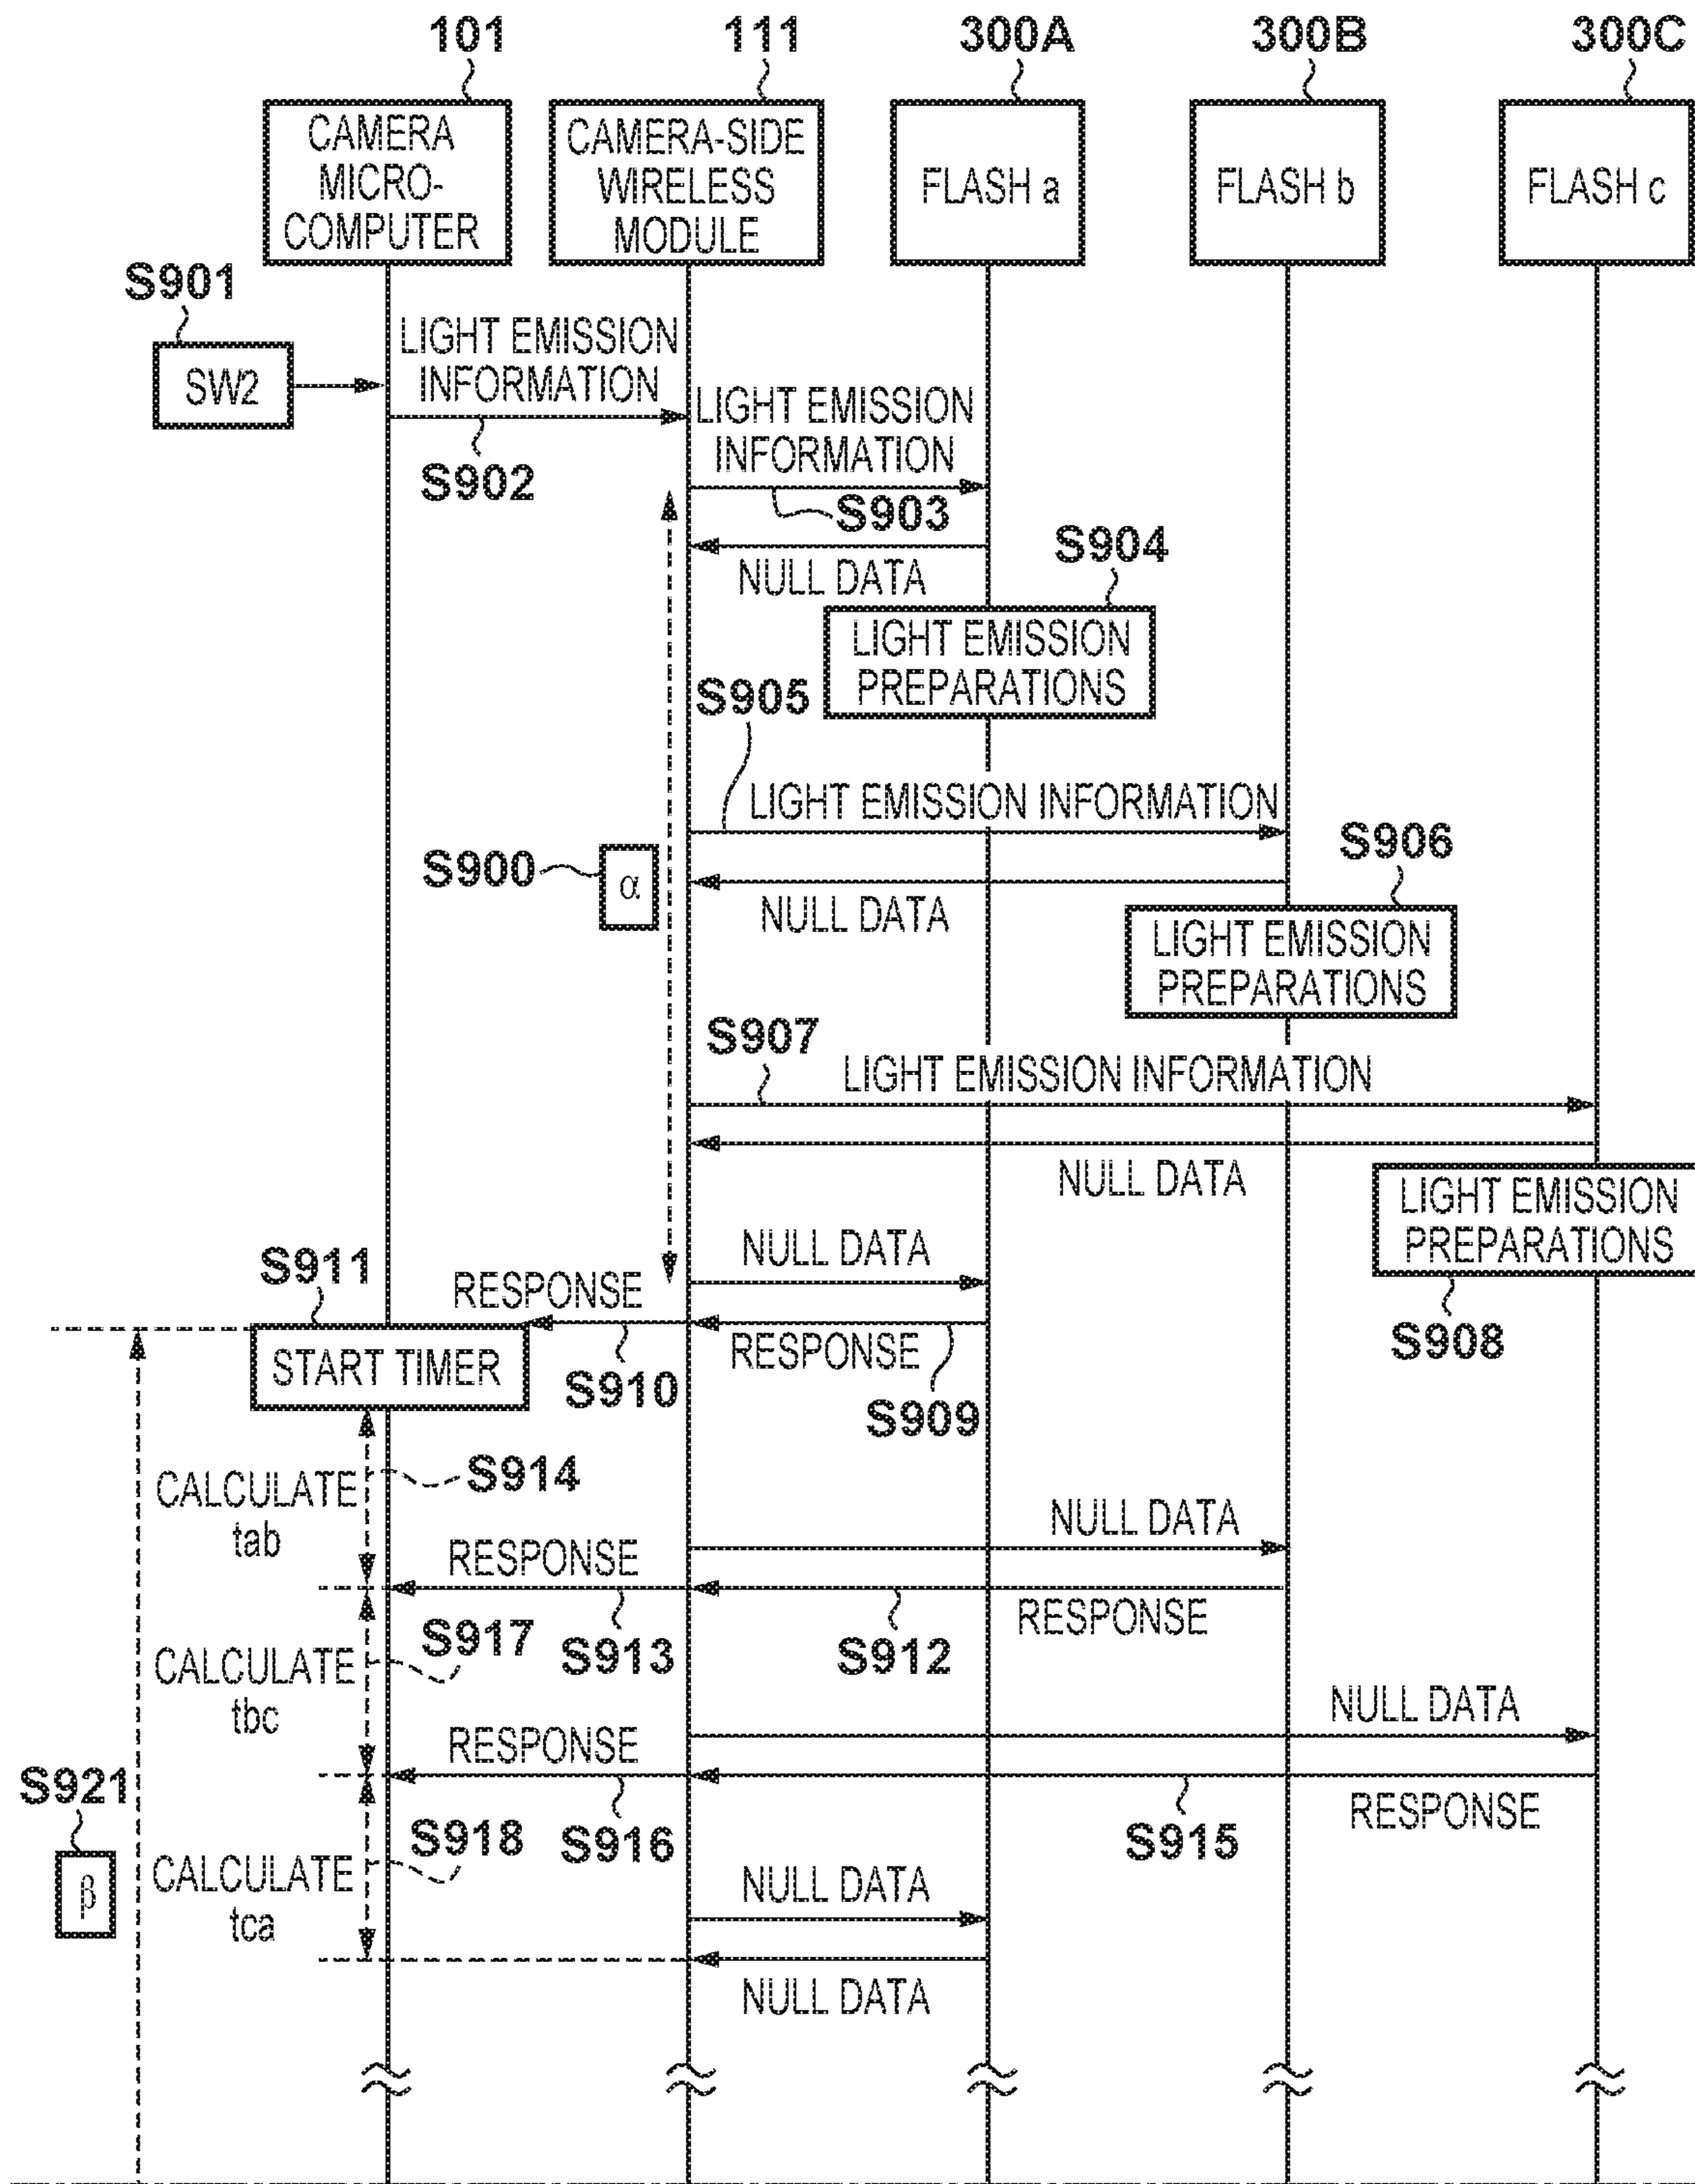 101
111
300A
300B
300C
CAMERA
MICRO-
COMPUTER
CAMERA-SIDE
WIRELESS
MODULE
FLASH a
FLASH b
FLASH c
S901
SW2
LIGHT EMISSION
INFORMATION
S902
LIGHT EMISSION
INFORMATION
S903
NULL DATA
S904
LIGHT EMISSION
PREPARATIONS
S905
LIGHT EMISSION INFORMATION
S900
α
NULL DATA
S906
LIGHT EMISSION
PREPARATIONS
S907
LIGHT EMISSION INFORMATION
NULL DATA
LIGHT EMISSION
PREPARATIONS
S908
NULL DATA
S911
RESPONSE
START TIMER
S910
RESPONSE
S909
CALCULATE
tab
S914
NULL DATA
RESPONSE
S913
S912
RESPONSE
CALCULATE
tbc
S917
NULL DATA
RESPONSE
S916
S915
RESPONSE
S921
β
CALCULATE
tca
S918
NULL DATA
NULL DATA